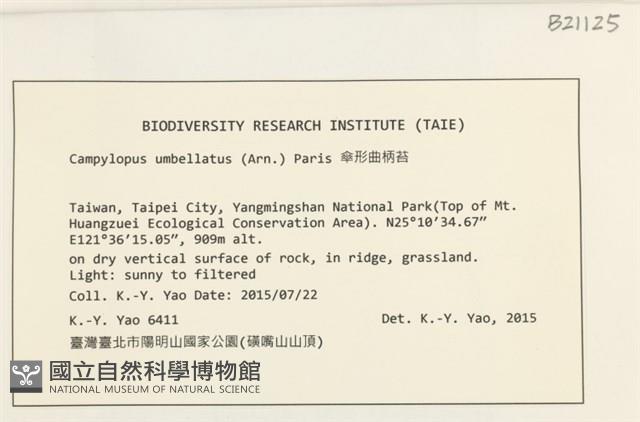 B21125
BIODIVERSITY RESEARCH INSTITUTE (TAIE)
Campylopus umbellatus (Arn.) Paris 傘形曲柄苔
Taiwan, Taipei City, Yangmingshan National Park(Top of Mt.
Huangzuei Ecological Conservation Area). N25°10’34.67”
E121°36’15.05”, 909m alt.
on dry vertical surface of rock, in ridge, grassland.
Light: sunny to filtered
Coll. K.-Y. Yao Date: 2015/07/22
K.-Y. Yao 6411 Det. K.-Y. Yao, 2015
臺灣臺北市陽明山國家公園(磺嘴山山頂)
國立自然科學博物館
NATIONAL MUSEUM OF NATURAL SCIENCE